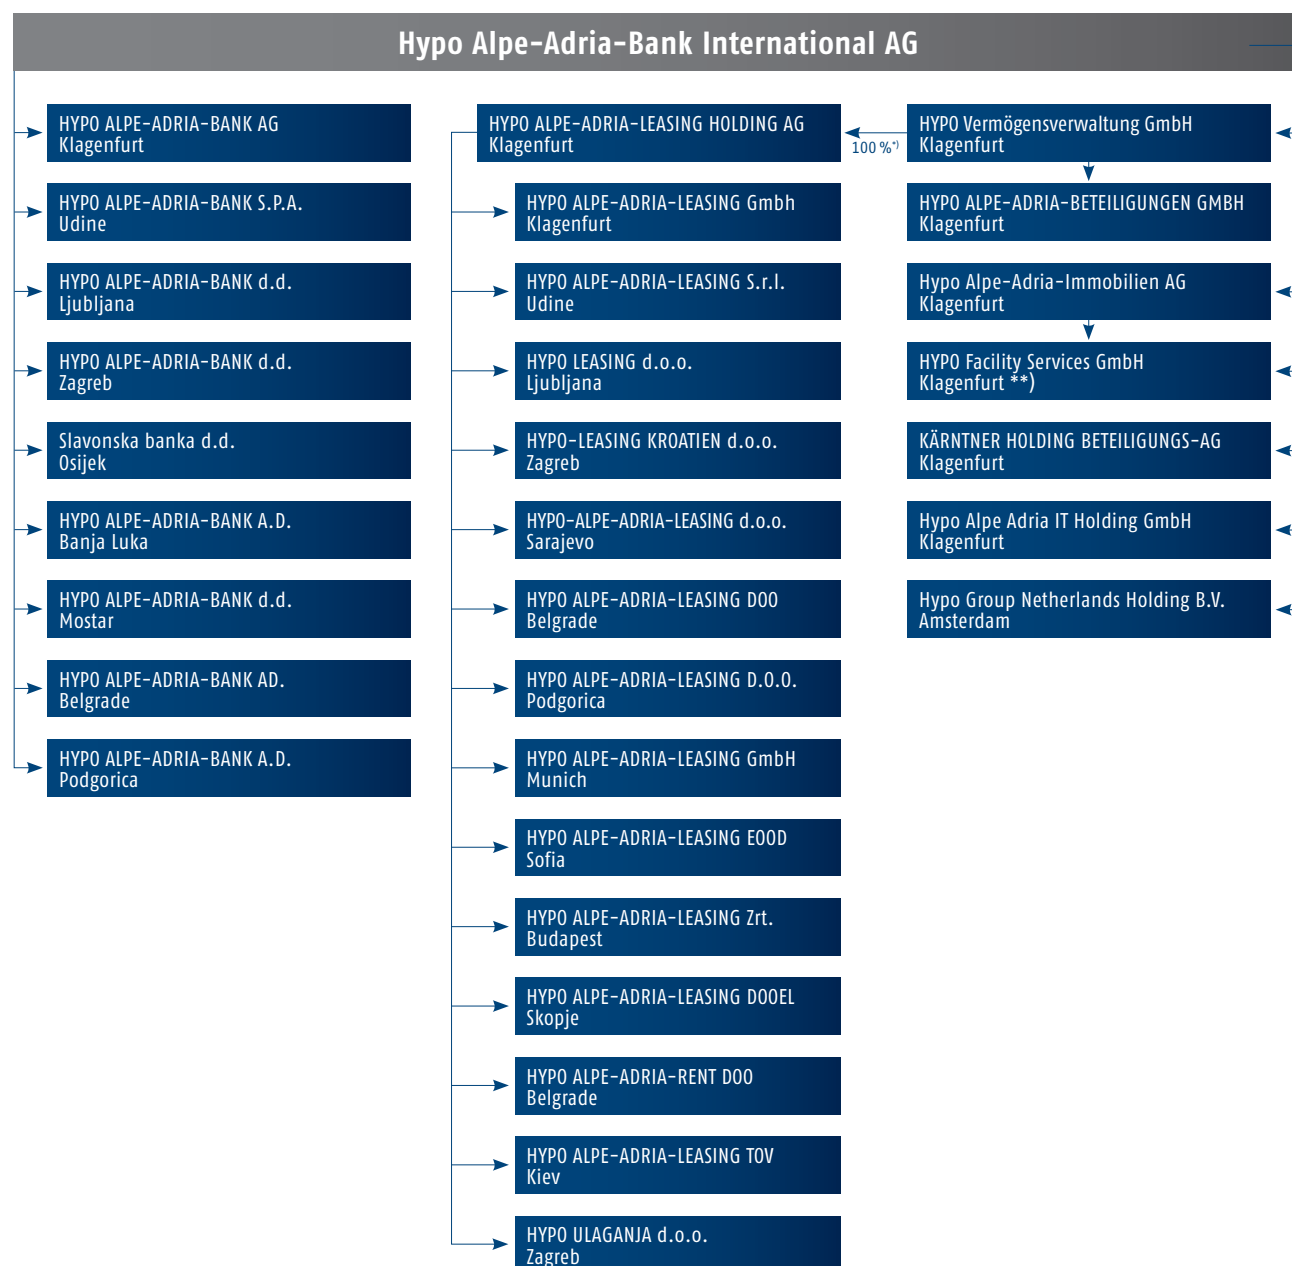 Hypo Alpe-Adria-Bank International AG
HYPO ALPE-ADRIA-BANK AG
Klagenfurt
HYPO ALPE-ADRIA-BANK S.P.A.
Udine
HYPO ALPE-ADRIA-BANK d.d.
Ljubljana
HYPO ALPE-ADRIA-BANK d.d.
Zagreb
Slavonska banka d.d.
Osijek
HYPO ALPE-ADRIA-BANK A.D.
Banja Luka
HYPO ALPE-ADRIA-BANK d.d.
Mostar
HYPO ALPE-ADRIA-BANK AD.
Belgrade
HYPO ALPE-ADRIA-BANK A.D.
Podgorica
HYPO ALPE-ADRIA-LEASING HOLDING AG
Klagenfurt
HYPO ALPE-ADRIA-LEASING Gmbh
Klagenfurt
HYPO ALPE-ADRIA-LEASING S.r.l.
Udine
HYPO LEASING d.o.o.
Ljubljana
HYPO-LEASING KROATIEN d.o.o.
Zagreb
HYPO-ALPE-ADRIA-LEASING d.o.o.
Sarajevo
HYPO ALPE-ADRIA-LEASING DOO
Belgrade
HYPO ALPE-ADRIA-LEASING D.O.O.
Podgorica
HYPO ALPE-ADRIA-LEASING GmbH
Munich
HYPO ALPE-ADRIA-LEASING EOOD
Sofia
HYPO ALPE-ADRIA-LEASING Zrt.
Budapest
HYPO ALPE-ADRIA-LEASING DOOEL
Skopje
HYPO ALPE-ADRIA-RENT DOO
Belgrade
HYPO ALPE-ADRIA-LEASING TOV
Kiev
HYPO ULAGANJA d.o.o.
Zagreb
100 %*)
HYPO Vermögensverwaltung GmbH
Klagenfurt
HYPO ALPE-ADRIA-BETEILIGUNGEN GMBH
Klagenfurt
Hypo Alpe-Adria-Immobilien AG
Klagenfurt
HYPO Facility Services GmbH
Klagenfurt **)
KÄRNTNER HOLDING BETEILIGUNGS-AG
Klagenfurt
Hypo Alpe Adria IT Holding GmbH
Klagenfurt
Hypo Group Netherlands Holding B.V.
Amsterdam